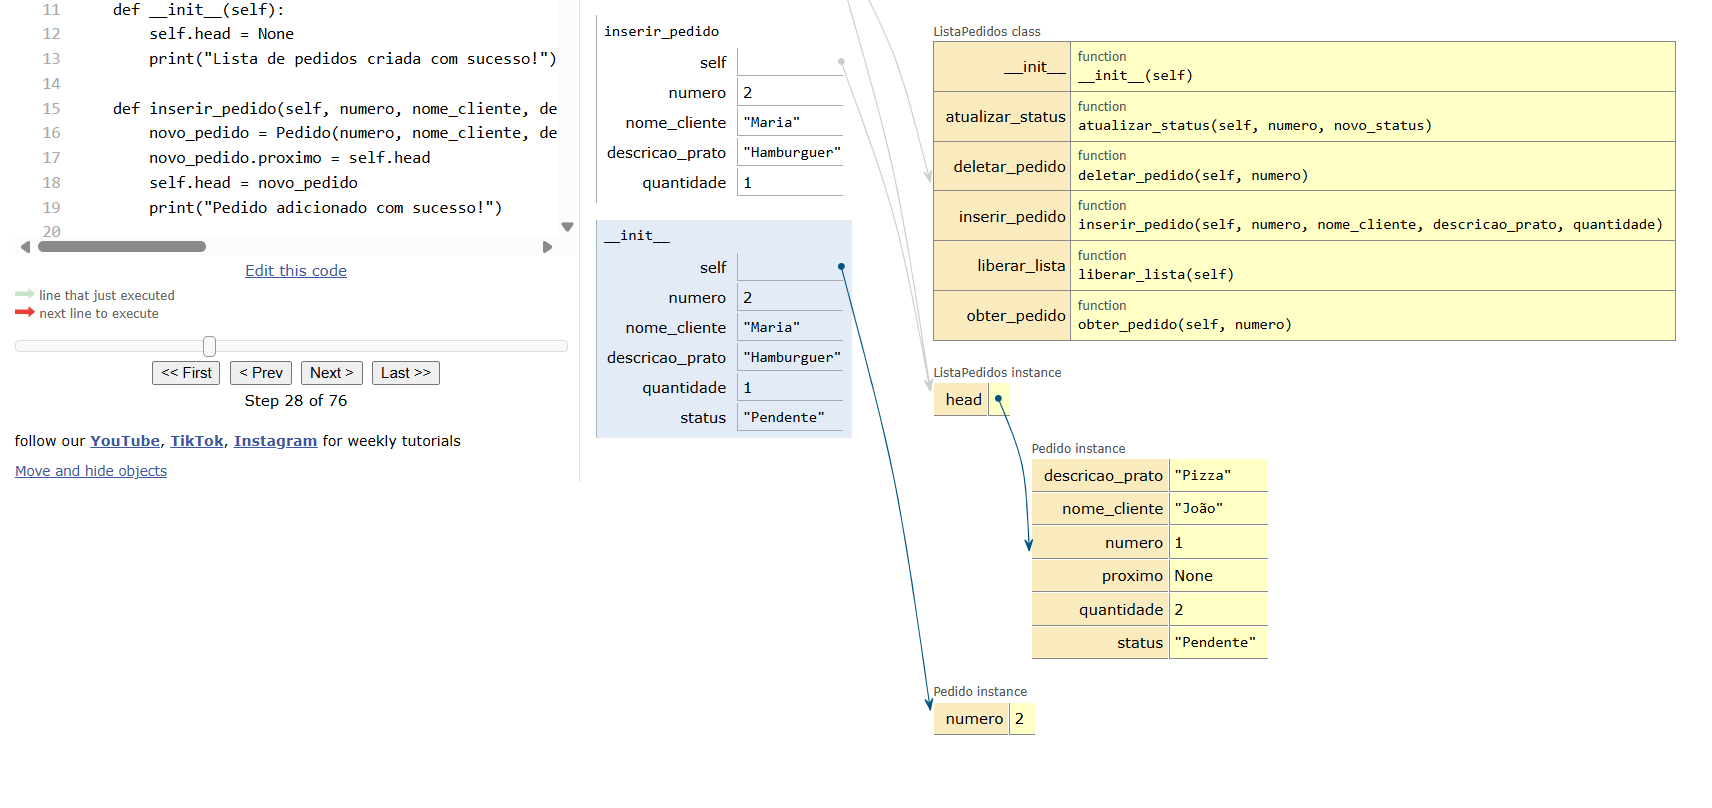 11 def __init__(self):
12 self.head = None
13 print("Lista de pedidos criada com sucesso!")
14
15 def inserir_pedido(self, numero, nome_cliente, de
16 novo_pedido = Pedido(numero, nome_cliente, de
17 novo_pedido.proximo = self.head
18 self.head = novo_pedido
19 print("Pedido adicionado com sucesso!")
20
Edit this code
line that just executed
next line to execute
<< First < Prev Next > Last >>
Step 28 of 76
follow our YouTube, TikTok, Instagram for weekly tutorials
Move and hide objects
inserir_pedido
self
numero 2
nome_cliente "Maria"
descricao_prato "Hamburguer"
quantidade 1
__init__
self
numero 2
nome_cliente "Maria"
descricao_prato "Hamburguer"
quantidade 1
status "Pendente"
ListaPedidos class
function
__init__ __init__(self)
function
atualizar_status atualizar_status(self, numero, novo_status)
function
deletar_pedido deletar_pedido(self, numero)
function
inserir_pedido inserir_pedido(self, numero, nome_cliente, descricao_prato, quantidade)
function
liberar_lista liberar_lista(self)
function
obter_pedido obter_pedido(self, numero)
ListaPedidos instance
head
Pedido instance
descricao_prato "Pizza"
nome_cliente "João"
numero 1
proximo None
quantidade 2
status "Pendente"
Pedido instance
numero 2